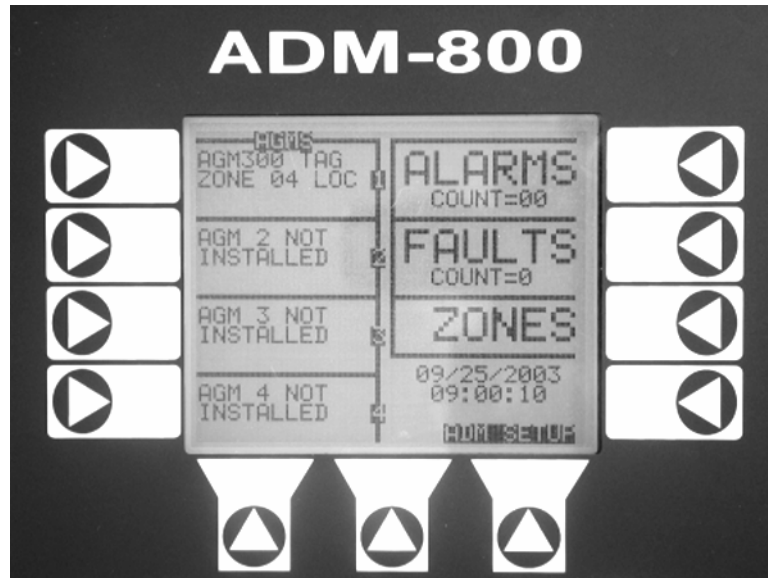 ADM-800
AGMS
AGM300 TAG
ZONE 04 LOC
1
AGM 2 NOT
INSTALLED
2
AGM 3 NOT
INSTALLED
3
AGM 4 NOT
INSTALLED
4
ALARMS
COUNT=00
FAULTS
COUNT=0
ZONES
09/25/2003
09:00:10
ADM SETUP